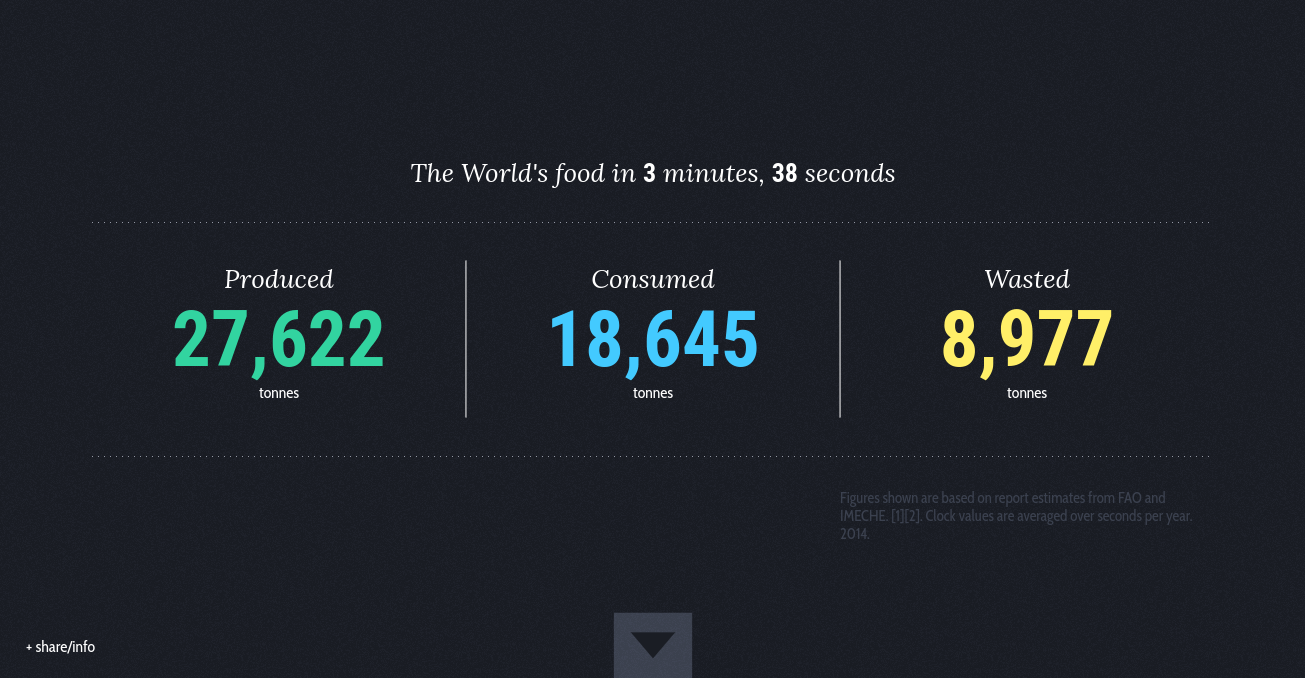 The World's food in 3 minutes, 38 seconds
Produced
27,622
tonnes
Consumed
18,645
tonnes
Wasted
8,977
tonnes
Figures shown are based on report estimates from FAO and
IMECHE. [1][2]. Clock values are averaged over seconds per year.
2014.
+ share/info